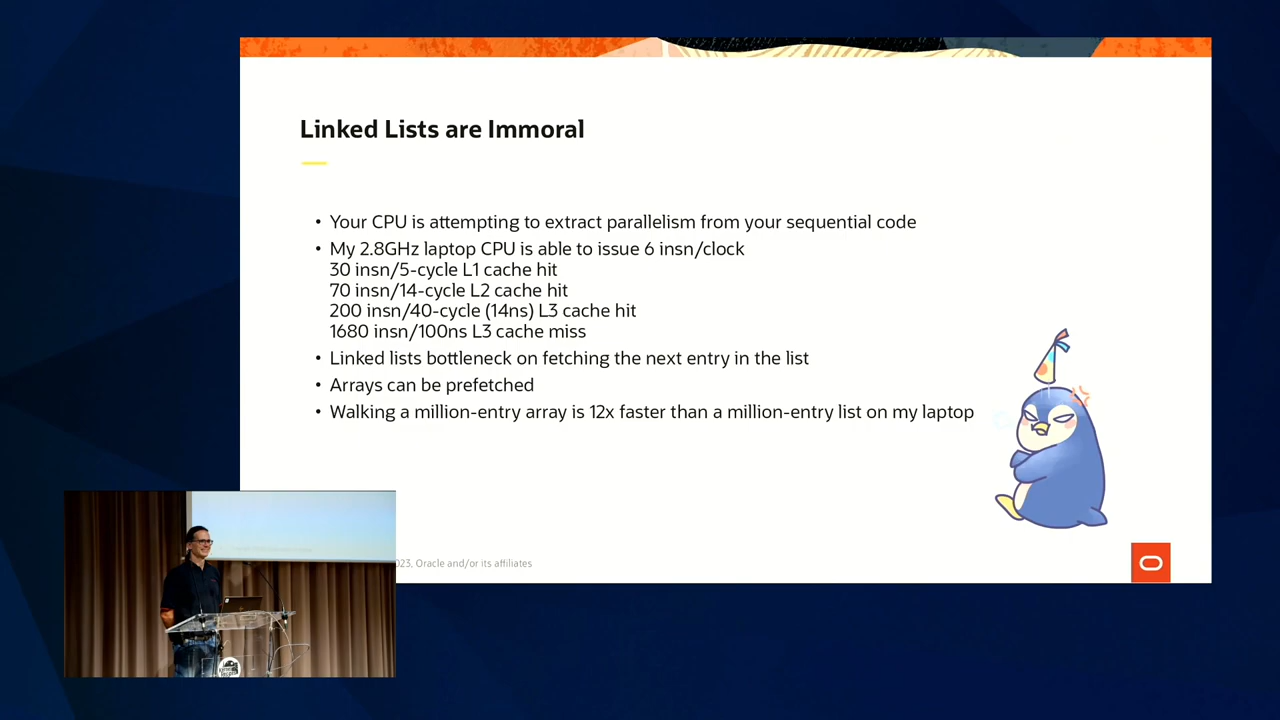 Linked Lists are Immoral
• Your CPU is attempting to extract parallelism from your sequential code
• My 2.8GHz laptop CPU is able to issue 6 insn/clock
30 insn/5-cycle L1 cache hit
70 insn/14-cycle L2 cache hit
200 insn/40-cycle (14ns) L3 cache hit
1680 insn/100ns L3 cache miss
• Linked lists bottleneck on fetching the next entry in the list
• Arrays can be prefetched
• Walking a million-entry array is 12x faster than a million-entry list on my laptop
023, Oracle and/or its affiliates